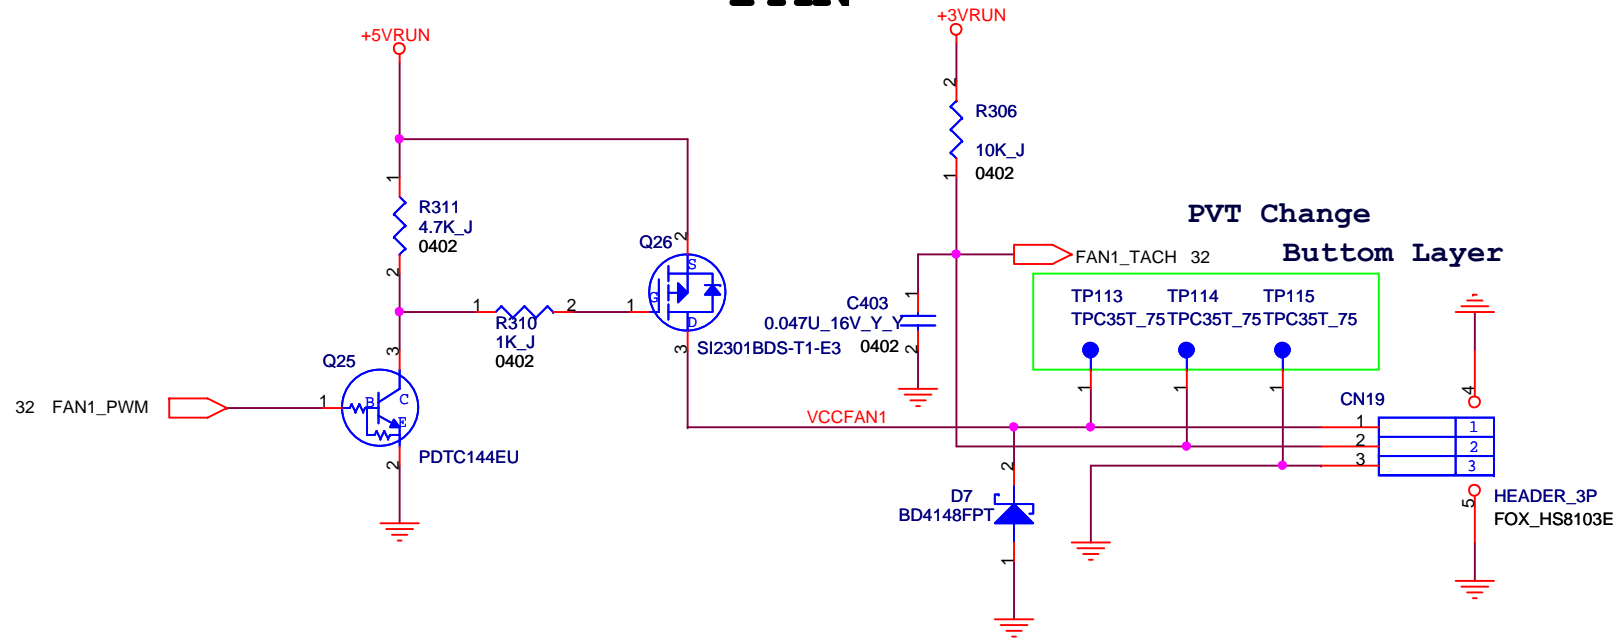 FAN
+5VRUN
+3VRUN
2
R306
10K_J
0402
1
1
R311
4.7K_J
0402
2
PVT Change
Buttom Layer
Q26
2
S
G
D
1
3
SI2301BDS-T1-E3
1
R310
2
1K_J
0402
FAN1_TACH 32
C403
1
0.047U_16V_Y_Y
0402
2
TP113
TP114
TP115
TPC35T_75
TPC35T_75
TPC35T_75
1
1
1
Q25
3
32 FAN1_PWM
1
B
C
E
2
PDTC144EU
VCCFAN1
4
CN19
1
1
2
2
3
3
2
D7
BD4148FPT
1
5
HEADER_3P
FOX_HS8103E